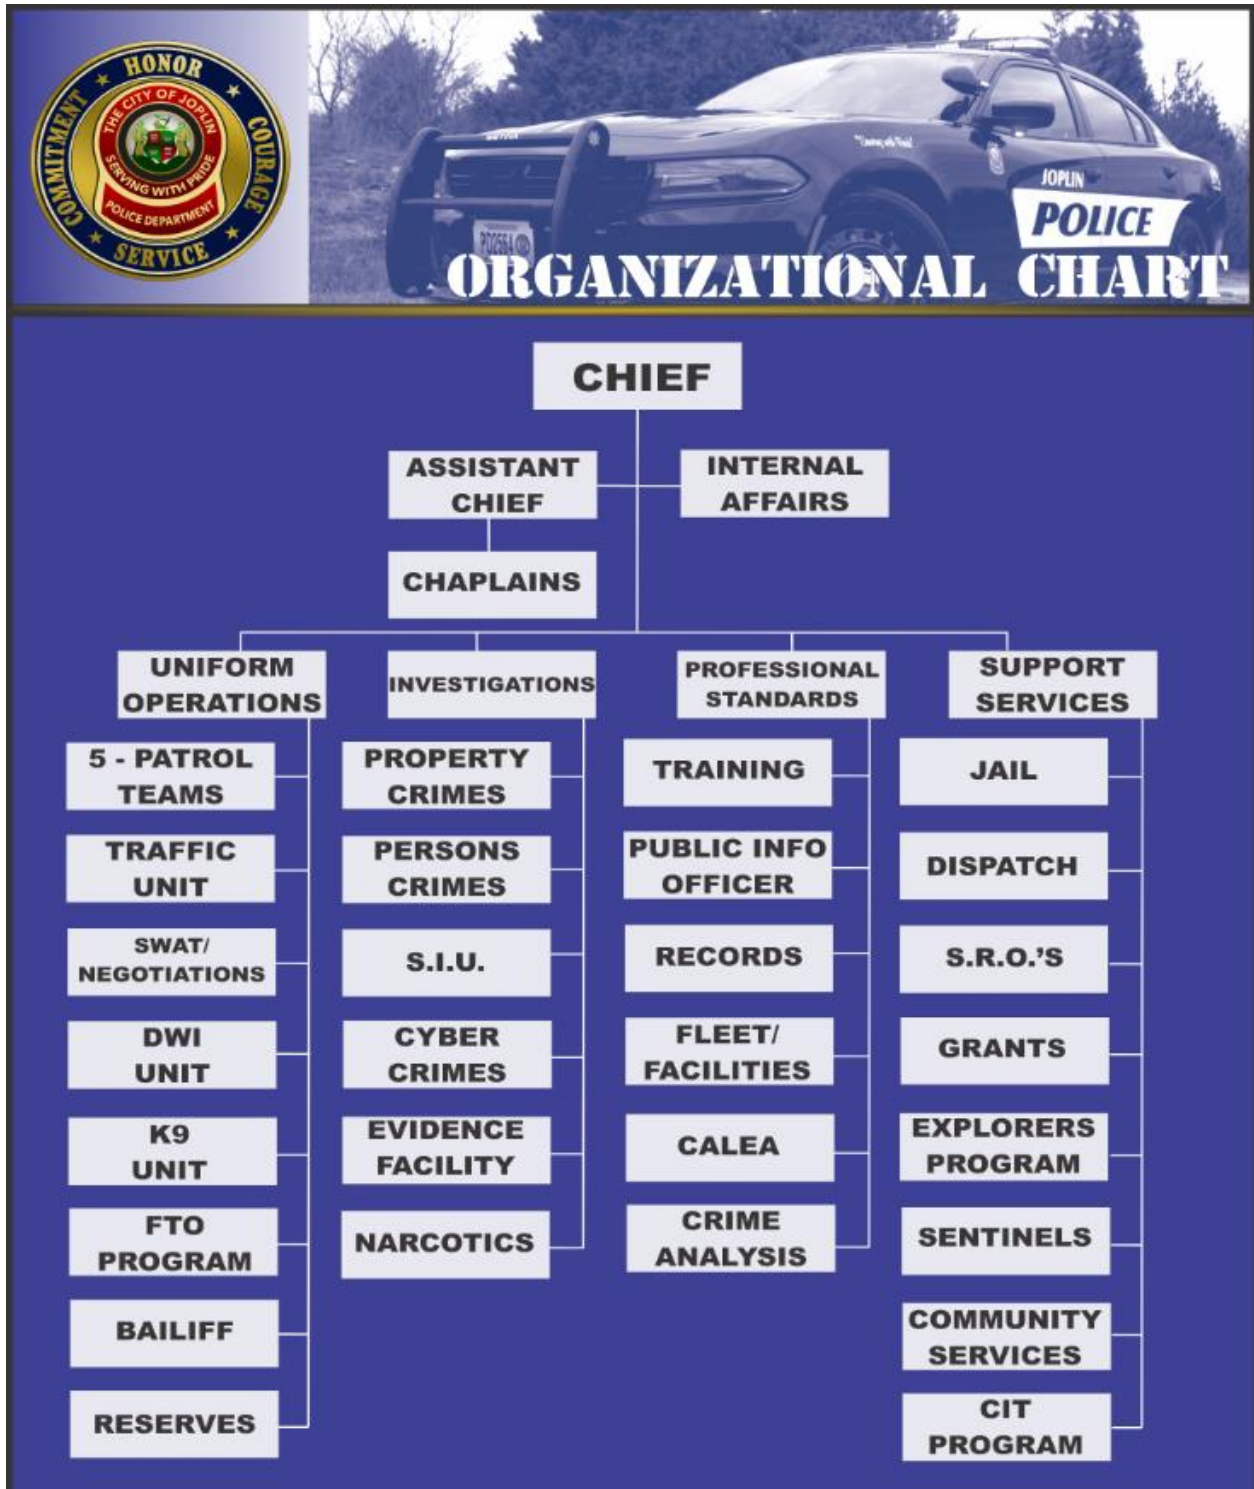 HONOR
COMMITMENT
COURAGE
SERVICE
THE CITY OF JOPLIN
SERVING WITH PRIDE
POLICE DEPARTMENT
JOPLIN
POLICE
ORGANIZATIONAL CHART
CHIEF
ASSISTANT
CHIEF
INTERNAL
AFFAIRS
CHAPLAINS
UNIFORM
OPERATIONS
5 - PATROL
TEAMS
TRAFFIC
UNIT
SWAT/
NEGOTIATIONS
DWI
UNIT
K9
UNIT
FTO
PROGRAM
BAILIFF
RESERVES
INVESTIGATIONS
PROPERTY
CRIMES
PERSONS
CRIMES
S.I.U.
CYBER
CRIMES
EVIDENCE
FACILITY
NARCOTICS
PROFESSIONAL
STANDARDS
TRAINING
PUBLIC INFO
OFFICER
RECORDS
FLEET/
FACILITIES
CALEA
CRIME
ANALYSIS
SUPPORT
SERVICES
JAIL
DISPATCH
S.R.O.'S
GRANTS
EXPLORERS
PROGRAM
SENTINELS
COMMUNITY
SERVICES
CIT
PROGRAM